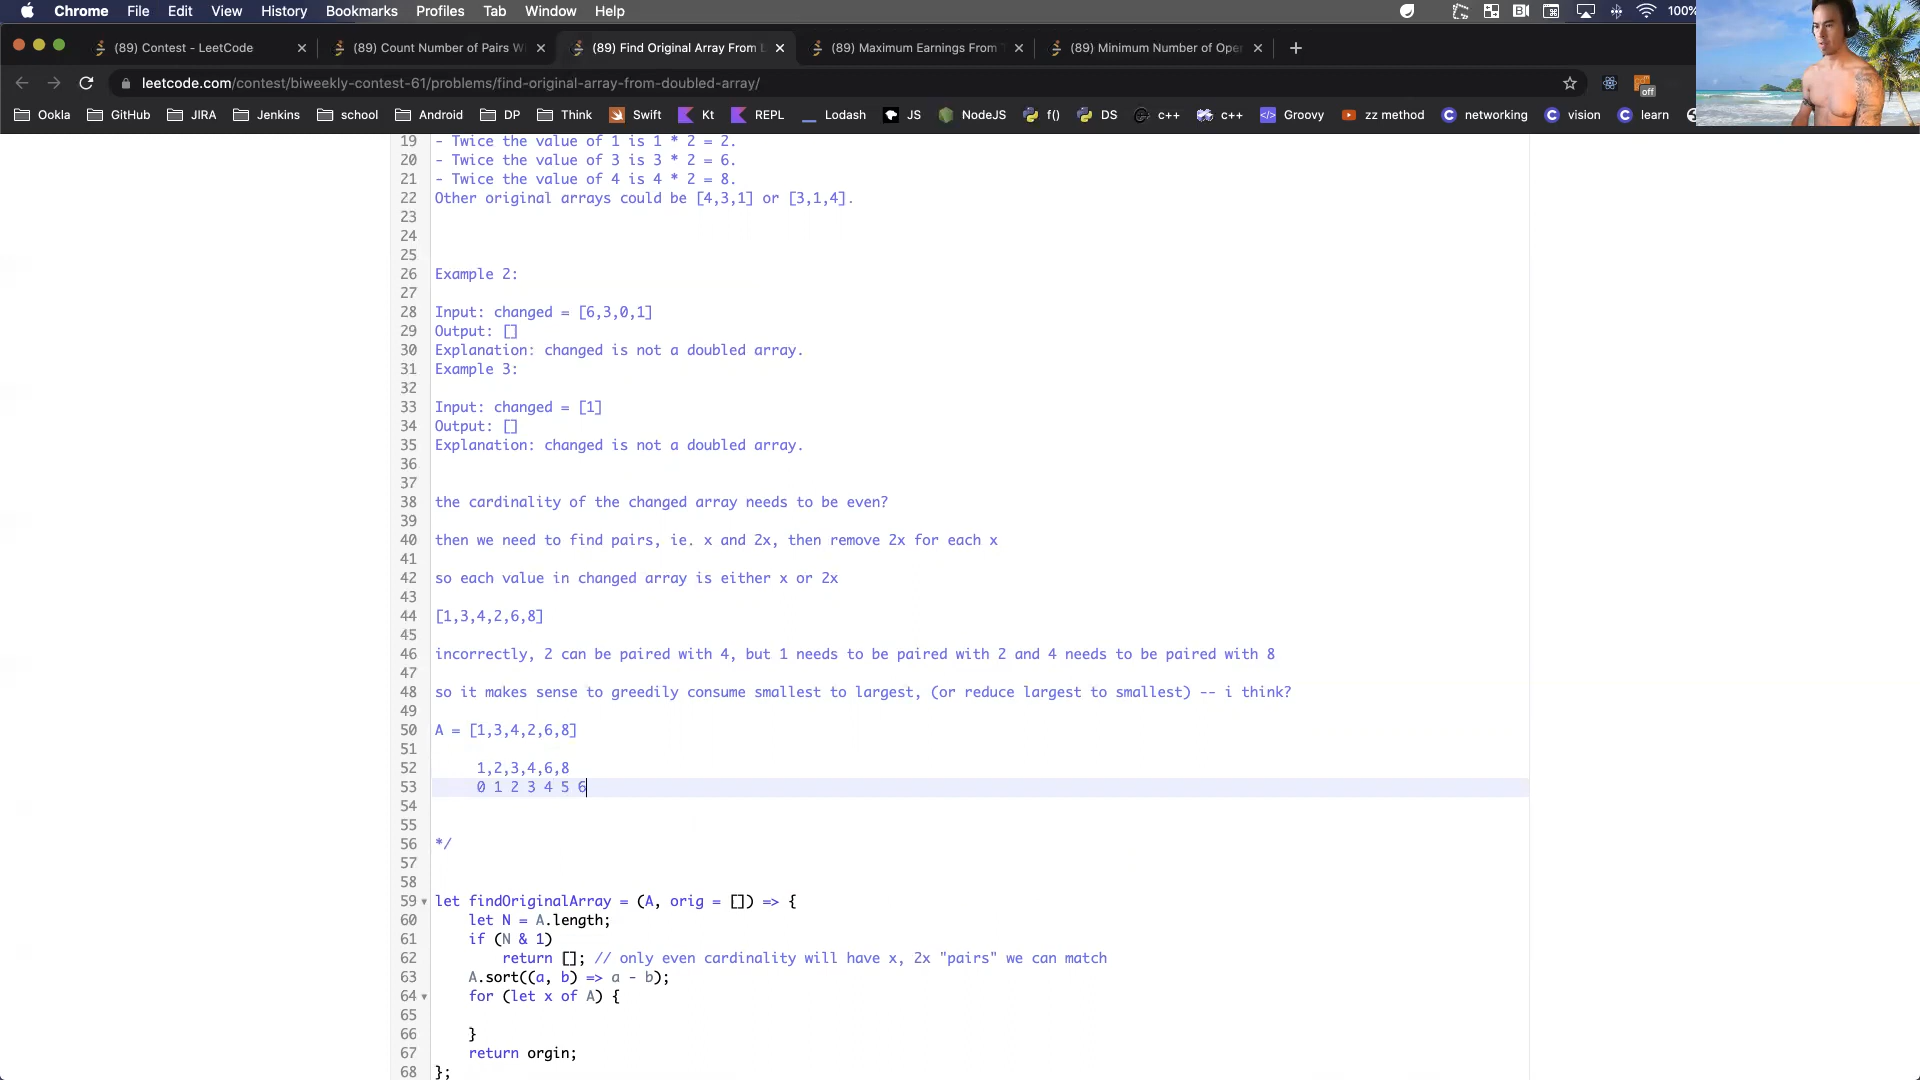 Chrome File Edit View History Bookmarks Profiles Tab Window Help 100%
(89) Contest - LeetCode (89) Count Number of Pairs W (89) Find Original Array From (89) Maximum Earnings From (89) Minimum Number of Oper
leetcode.com/contest/biweekly-contest-61/problems/find-original-array-from-doubled-array/
off
Ookla GitHub JIRA Jenkins school Android DP Think Swift Kt REPL Lodash JS NodeJS f() DS c++ c++ Groovy zz method networking vision learn
19 - Twice the value of 1 is 1 * 2 = 2.
20 - Twice the value of 3 is 3 * 2 = 6.
21 - Twice the value of 4 is 4 * 2 = 8.
22 Other original arrays could be [4,3,1] or [3,1,4].
23
24
25
26 Example 2:
27
28 Input: changed = [6,3,0,1]
29 Output: []
30 Explanation: changed is not a doubled array.
31 Example 3:
32
33 Input: changed = [1]
34 Output: []
35 Explanation: changed is not a doubled array.
36
37
38 the cardinality of the changed array needs to be even?
39
40 then we need to find pairs, ie. x and 2x, then remove 2x for each x
41
42 so each value in changed array is either x or 2x
43
44 [1,3,4,2,6,8]
45
46 incorrectly, 2 can be paired with 4, but 1 needs to be paired with 2 and 4 needs to be paired with 8
47
48 so it makes sense to greedily consume smallest to largest, (or reduce largest to smallest) -- i think?
49
50 A = [1,3,4,2,6,8]
51
52 1,2,3,4,6,8
53 0 1 2 3 4 5 6
54
55
56 */
57
58
59 let findOriginalArray = (A, orig = []) => {
60 let N = A.length;
61 if (N & 1)
62 return []; // only even cardinality will have x, 2x "pairs" we can match
63 A.sort((a, b) => a - b);
64 for (let x of A) {
65
66 }
67 return orgin;
68 };